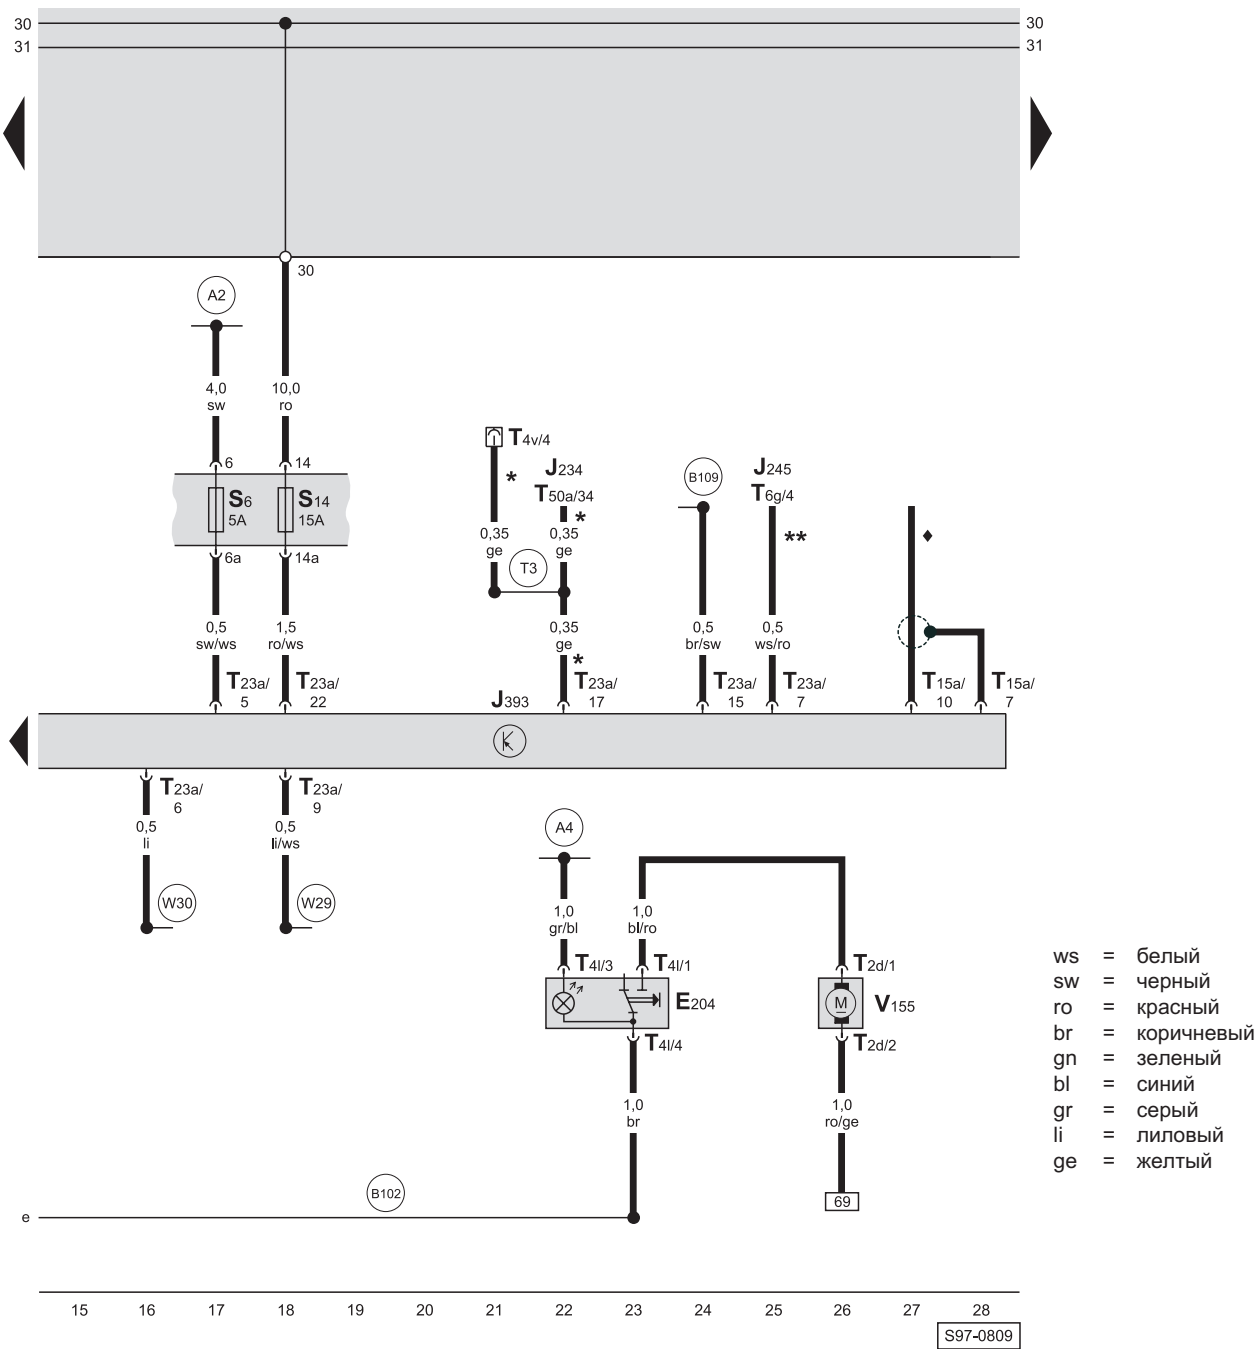 30 30
31 31
30
A2
4,0 10,0
sw ro
T4v/4
6 14
*
J234
B109
J245
T50a/34
T6g/4
S6 S14
5A 15A
*
0,35 0,35
ge ge
**
♦
6a 14a
T3
0,5 1,5 0,35 0,5 0,5
sw/ws ro/ws ge br/sw ws/ro
*
T23a/ T23a/ T23a/ T23a/ T23a/ T15a/ T15a/
5 22 J393 17 15 7 10 7
T23a/ T23a/
6 9
0,5 0,5
li li/ws
A4
W30 W29
1,0 1,0
gr/bl bl/ro
T4l/3 T4l/1 T2d/1
E204 M V155
T4l/4 T2d/2
1,0 1,0
br ro/ge
B102
69
e
ws = белый
sw = черный
ro = красный
br = коричневый
gn = зеленый
bl = синий
gr = серый
li = лиловый
ge = желтый
15 16 17 18 19 20 21 22 23 24 25 26 27 28
S97-0809